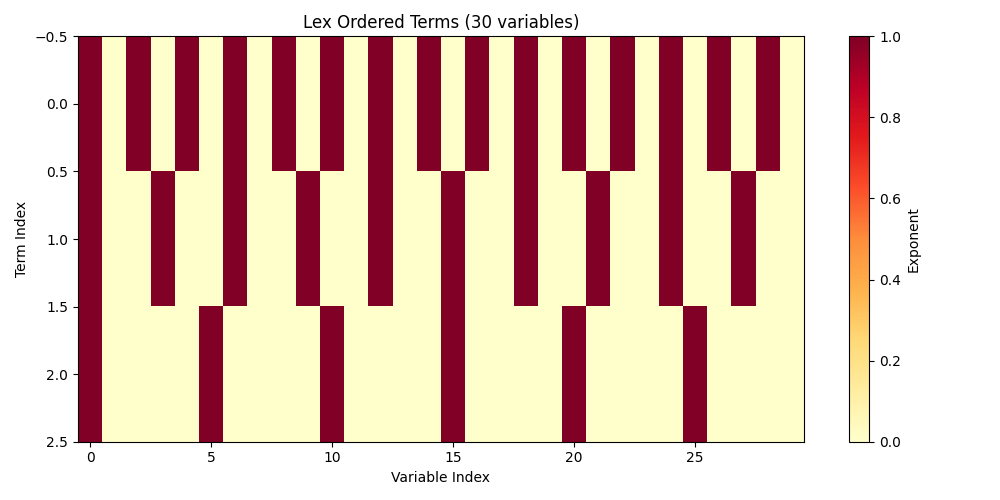 Lex Ordered Terms (30 variables)
−0.5
0.0
0.5
1.0
1.5
2.0
2.5
Term Index
0 5 10 15 20 25
Variable Index
1.0
0.8
0.6
0.4
0.2
0.0
Exponent